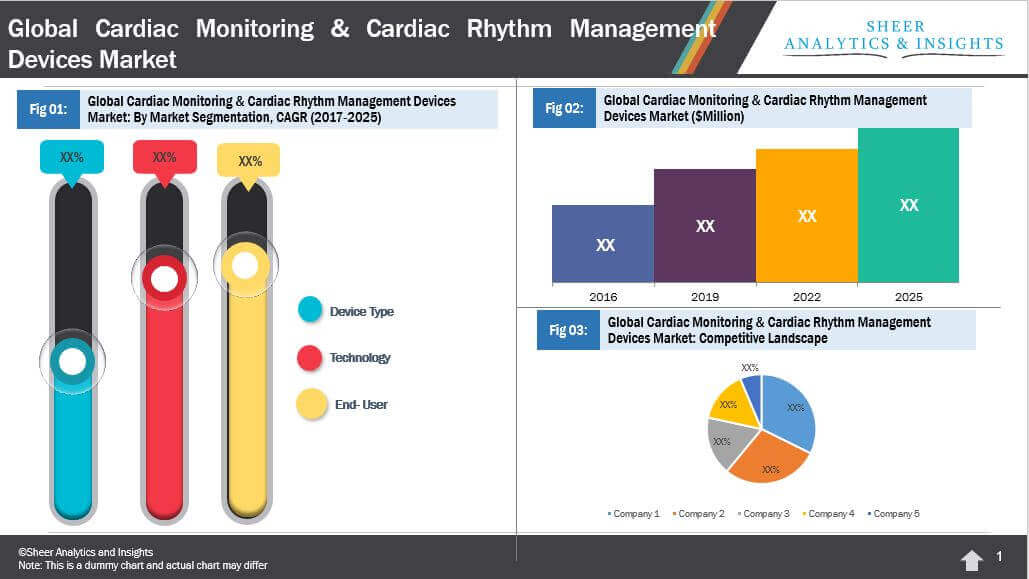 Global Cardiac Monitoring & Cardiac Rhythm Management
Devices Market
SHEER
ANALYTICS & INSIGHTS
Fig 01:
Global Cardiac Monitoring & Cardiac Rhythm Management Devices
Market: By Market Segmentation, CAGR (2017-2025)
XX%
XX%
XX%
Device Type
Technology
End- User
Fig 02:
Global Cardiac Monitoring & Cardiac Rhythm Management
Devices Market ($Million)
XX
XX
XX
XX
2016
2019
2022
2025
Fig 03:
Global Cardiac Monitoring & Cardiac Rhythm Management
Devices Market: Competitive Landscape
XX%
XX%
XX%
XX%
XX%
Company 1
Company 2
Company 3
Company 4
Company 5
©Sheer Analytics and Insights
Note: This is a dummy chart and actual chart may differ
1